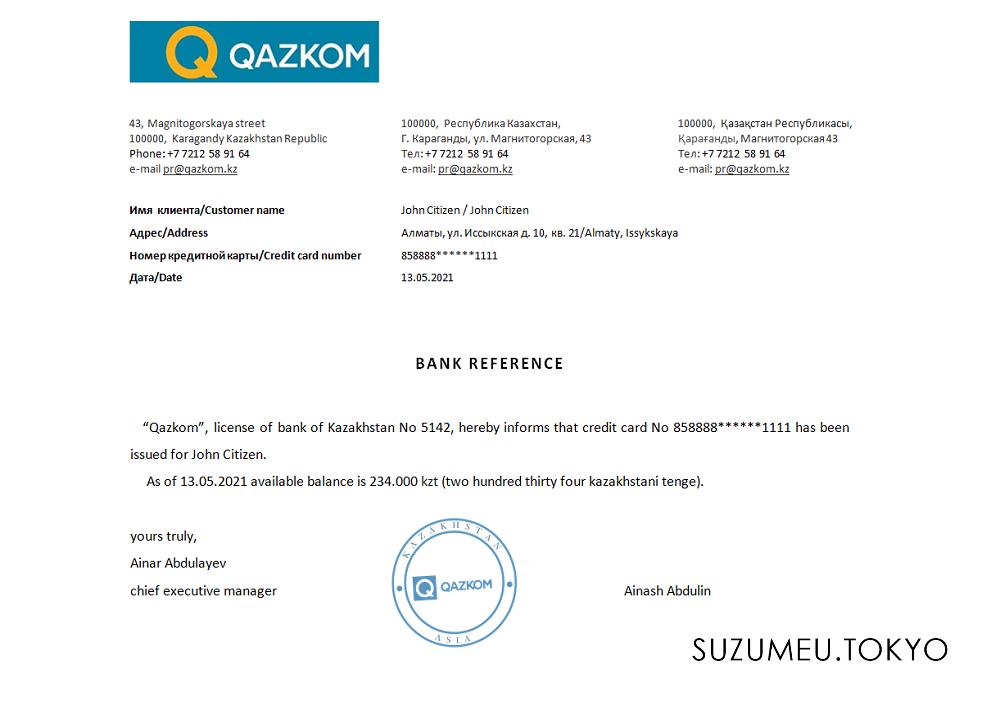 QAZKOM
43, Magnitogorskaya street
100000, Karagandy Kazakhstan Republic
Phone: +7 7212 58 91 64
e-mail pr@qazkom.kz
100000, Республика Казахстан,
Г. Караганды, ул. Магнитогорская, 43
Тел: +7 7212 58 91 64
e-mail: pr@qazkom.kz
100000, Қазақстан Республикасы,
Қарағанды, Магнитогорская 43
Тел: +7 7212 58 91 64
e-mail: pr@qazkom.kz
Имя клиента/Customer name John Citizen / John Citizen
Адрес/Address Алматы, ул. Иссыкская д. 10, кв. 21/Almaty, Issykskaya
Номер кредитной карты/Credit card number 858888******1111
Дата/Date 13.05.2021
BANK REFERENCE
“Qazkom”, license of bank of Kazakhstan No 5142, hereby informs that credit card No 858888******1111 has been
issued for John Citizen.
As of 13.05.2021 available balance is 234.000 kzt (two hundred thirty four kazakhstani tenge).
yours truly,
Ainar Abdulayev
chief executive manager
KAZAKHSTAN
QAZKOM
ASIA
Ainash Abdulin
SUZUMEU.TOKYO